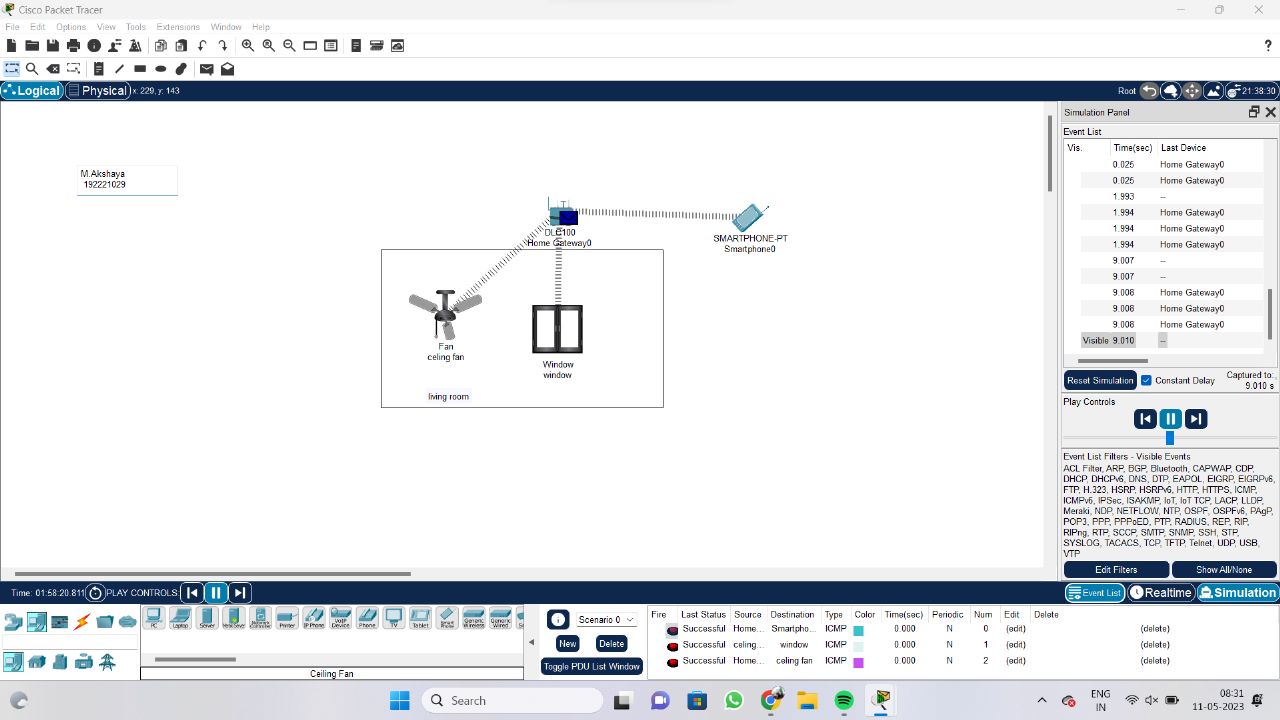 Cisco Packet Tracer
File Edit Options View Tools Extensions Window Help
?
Logical Physical x: 229, y: 143 Root 21:38:30
M.Akshaya
192221029
DLC100
Home Gateway0
SMARTPHONE-PT
Smartphone0
Fan
celing fan
Window
window
living room
Simulation Panel
Event List
Vis. Time(sec) Last Device
0.025 Home Gateway0
0.025 Home Gateway0
1.993 --
1.994 Home Gateway0
1.994 Home Gateway0
1.994 Home Gateway0
9.007 --
9.007 --
9.008 Home Gateway0
9.008 Home Gateway0
9.008 Home Gateway0
Visible 9.010 --
Reset Simulation Constant Delay Captured to:
9.010 s
Play Controls
Event List Filters - Visible Events
ACL Filter, ARP, BGP, Bluetooth, CAPWAP, CDP,
DHCP, DHCPv6, DNS, DTP, EAPOL, EIGRP, EIGRPv6,
FTP, H.323, HSRP, HSRPv6, HTTP, HTTPS, ICMP,
ICMPv6, IPSec, ISAKMP, IoT, IoT TCP, LACP, LLDP,
Meraki, NDP, NETFLOW, NTP, OSPF, OSPFv6, PAgP,
POP3, PPP, PPPoED, PTP, RADIUS, REP, RIP,
RIPng, RTP, SCCP, SMTP, SNMP, SSH, STP,
SYSLOG, TACACS, TCP, TFTP, Telnet, UDP, USB,
VTP
Edit Filters Show All/None
Time: 01:58:20.811 PLAY CONTROLS: Event List Realtime Simulation
PC Laptop Server Printer IP Phone VoIP Device Phone TV Tablet Generic Wireless Generic Wired
Ceiling Fan
Scenario 0
New Delete
Toggle PDU List Window
Fire Last Status Source Destination Type Color Time(sec) Periodic Num Edit Delete
Successful Home... Smartpho... ICMP 0.000 N 0 (edit) (delete)
Successful celing... window ICMP 0.000 N 1 (edit) (delete)
Successful Home... celing fan ICMP 0.000 N 2 (edit) (delete)
Search
ENG
IN
08:31
11-05-2023